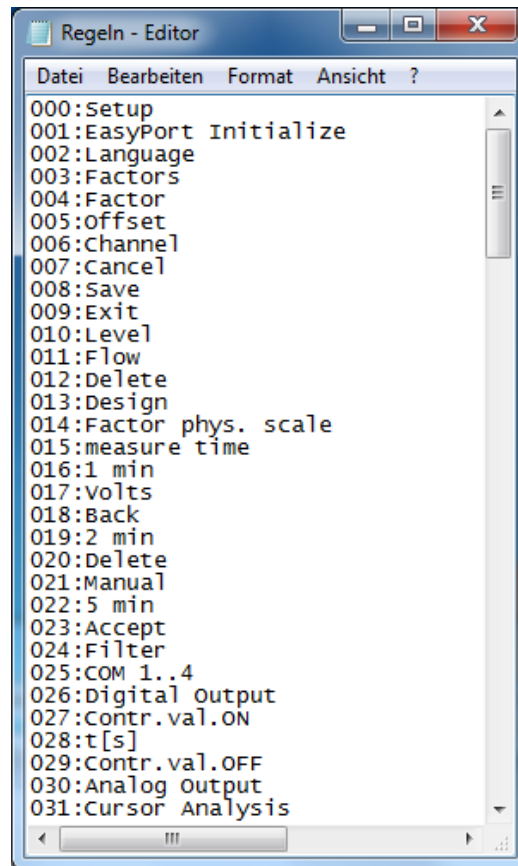 Regeln - Editor
Datei Bearbeiten Format Ansicht ?
000:Setup
001:EasyPort Initialize
002:Language
003:Factors
004:Factor
005:Offset
006:Channel
007:Cancel
008:Save
009:Exit
010:Level
011:Flow
012:Delete
013:Design
014:Factor phys. scale
015:measure time
016:1 min
017:Volts
018:Back
019:2 min
020:Delete
021:Manual
022:5 min
023:Accept
024:Filter
025:COM 1..4
026:Digital Output
027:Contr.val.ON
028:t[s]
029:Contr.val.OFF
030:Analog Output
031:Cursor Analysis